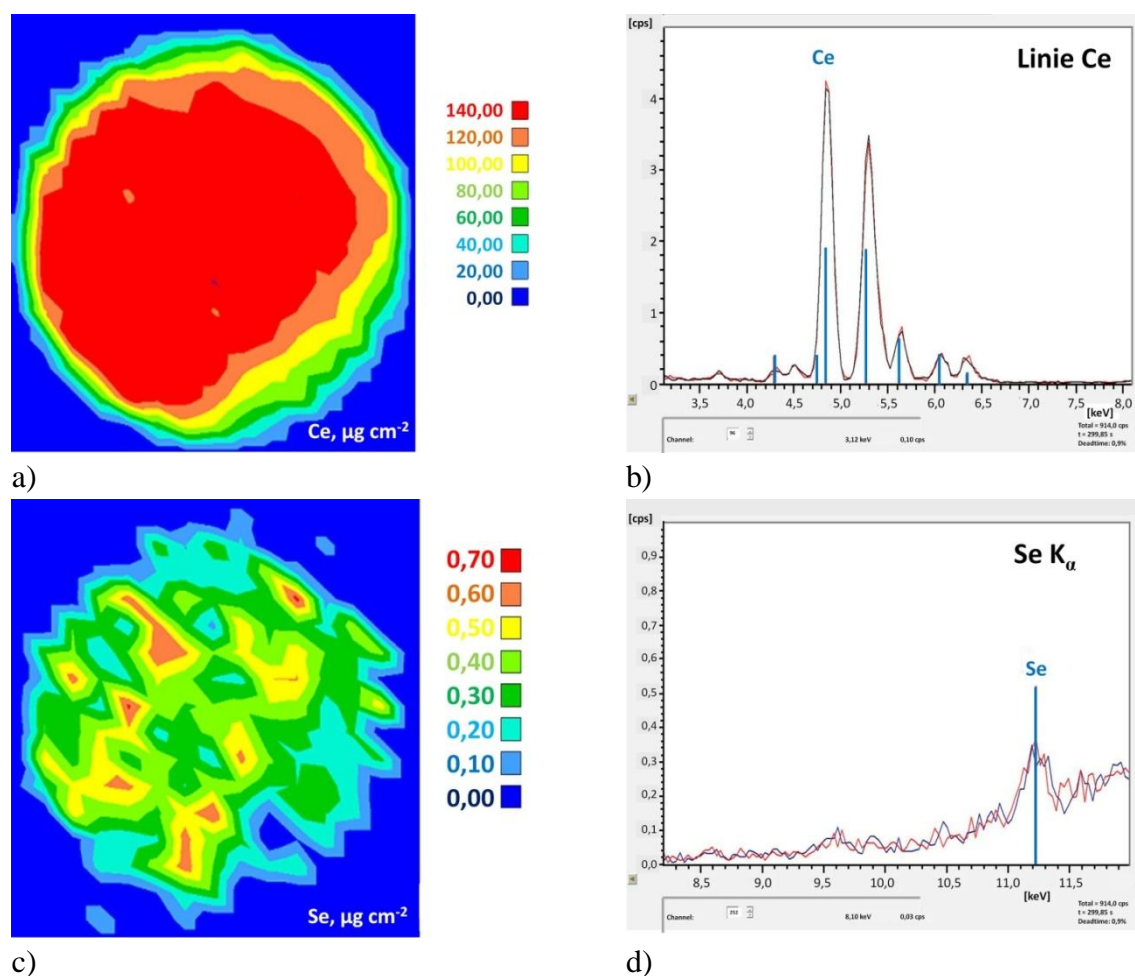 140,00
120,00
100,00
80,00
60,00
40,00
20,00
0,00
Ce, µg cm-2
a)
[cps]
Ce
Linie Ce
4
3
2
1
0
3,5 4,0 4,5 5,0 5,5 6,0 6,5 7,0 7,5 8,0
[keV]
Channel: 96 3,12 keV 0,10 cps
Total = 914,0 cps
t = 299,85 s
Deadtime: 0,9%
b)
0,70
0,60
0,50
0,40
0,30
0,20
0,10
0,00
Se, µg cm-2
c)
[cps]
Se Kα
Se
0,9
0,8
0,7
0,6
0,5
0,4
0,3
0,2
0,1
0,0
8,5 9,0 9,5 10,0 10,5 11,0 11,5
[keV]
Channel: 252 8,10 keV 0,03 cps
Total = 914,0 cps
t = 299,85 s
Deadtime: 0,9%
d)